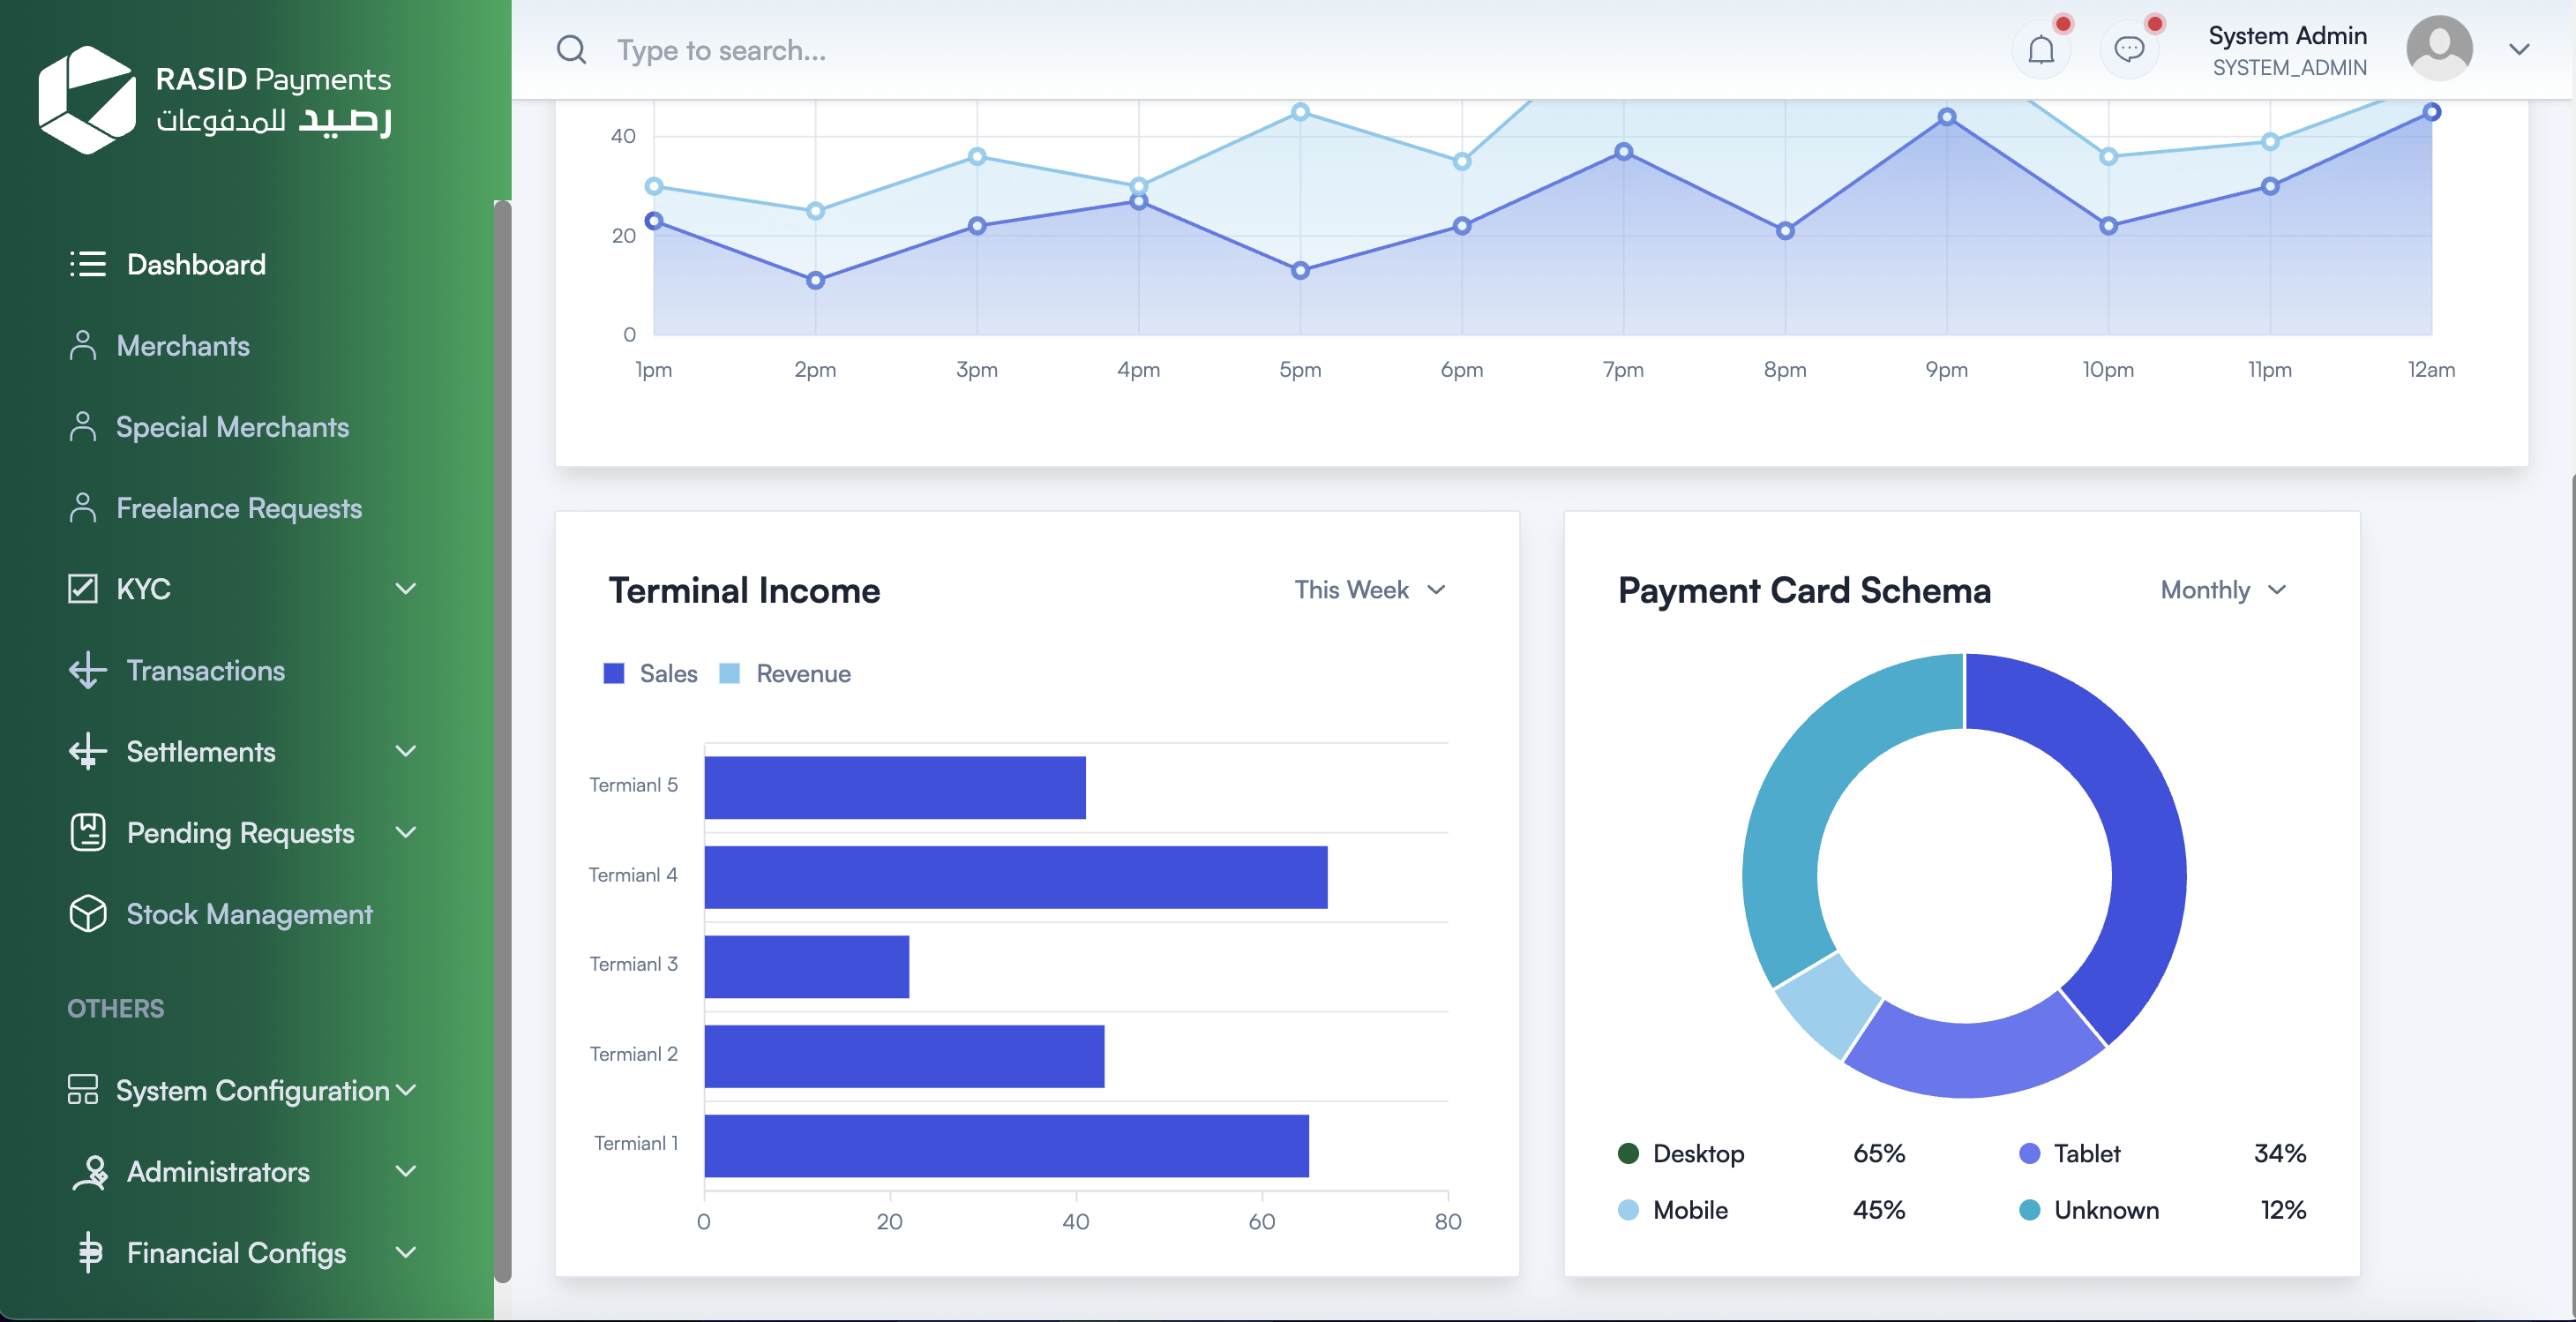 RASID Payments
رصيد للمدفوعات
Dashboard
Merchants
Special Merchants
Freelance Requests
KYC
Transactions
Settlements
Pending Requests
Stock Management
OTHERS
System Configuration
Administrators
Financial Configs
Type to search...
System Admin
SYSTEM_ADMIN
40
20
0
1pm 2pm 3pm 4pm 5pm 6pm 7pm 8pm 9pm 10pm 11pm 12am
Terminal Income
This Week
Sales Revenue
Termianl 5
Termianl 4
Termianl 3
Termianl 2
Termianl 1
0 20 40 60 80
Payment Card Schema
Monthly
Desktop 65% Tablet 34%
Mobile 45% Unknown 12%